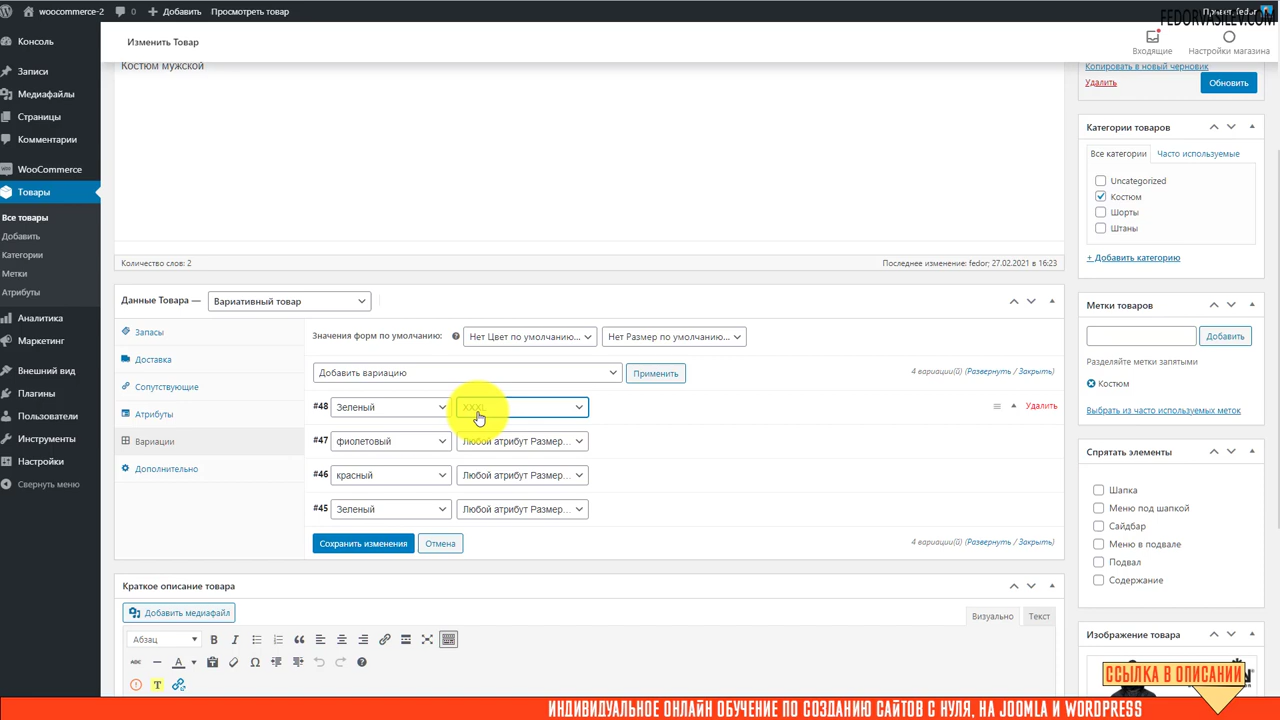 woocommerce-2
0
Добавить
Просмотреть товар
FEDORVASILEV.COM
Консоль
Записи
Медиафайлы
Страницы
Комментарии
WooCommerce
Товары
Все товары
Добавить
Категории
Метки
Атрибуты
Аналитика
Маркетинг
Внешний вид
Плагины
Пользователи
Инструменты
Настройки
Свернуть меню
Изменить Товар
Входящие
Настройки магазина
Костюм мужской
Количество слов: 2
Последнее изменение: fedor; 27.02.2021 в 16:23
Данные Товара —
Вариативный товар
Запасы
Доставка
Сопутствующие
Атрибуты
Вариации
Дополнительно
Значения форм по умолчанию:
Нет Цвет по умолчанию...
Нет Размер по умолчанию...
Добавить вариацию
Применить
4 вариации(й) (Развернуть / Закрыть)
#48 Зеленый
Удалить
#47 фиолетовый Любой атрибут Размер...
#46 красный Любой атрибут Размер...
#45 Зеленый Любой атрибут Размер...
Сохранить изменения
Отмена
4 вариации(й) (Развернуть / Закрыть)
Краткое описание товара
Добавить медиафайл
Визуально
Текст
Абзац
Копировать в новый черновик
Удалить
Обновить
Категории товаров
Все категории
Часто используемые
Uncategorized
Костюм
Шорты
Штаны
+ Добавить категорию
Метки товаров
Добавить
Разделяйте метки запятыми
Костюм
Выбрать из часто используемых меток
Спрятать элементы
Шапка
Меню под шапкой
Сайдбар
Меню в подвале
Подвал
Содержание
Изображение товара
ССЫЛКА В ОПИСАНИИ
ИНДИВИДУАЛЬНОЕ ОНЛАЙН ОБУЧЕНИЕ ПО СОЗДАНИЮ САЙТОВ С НУЛЯ, НА JOOMLA И WORDPRESS